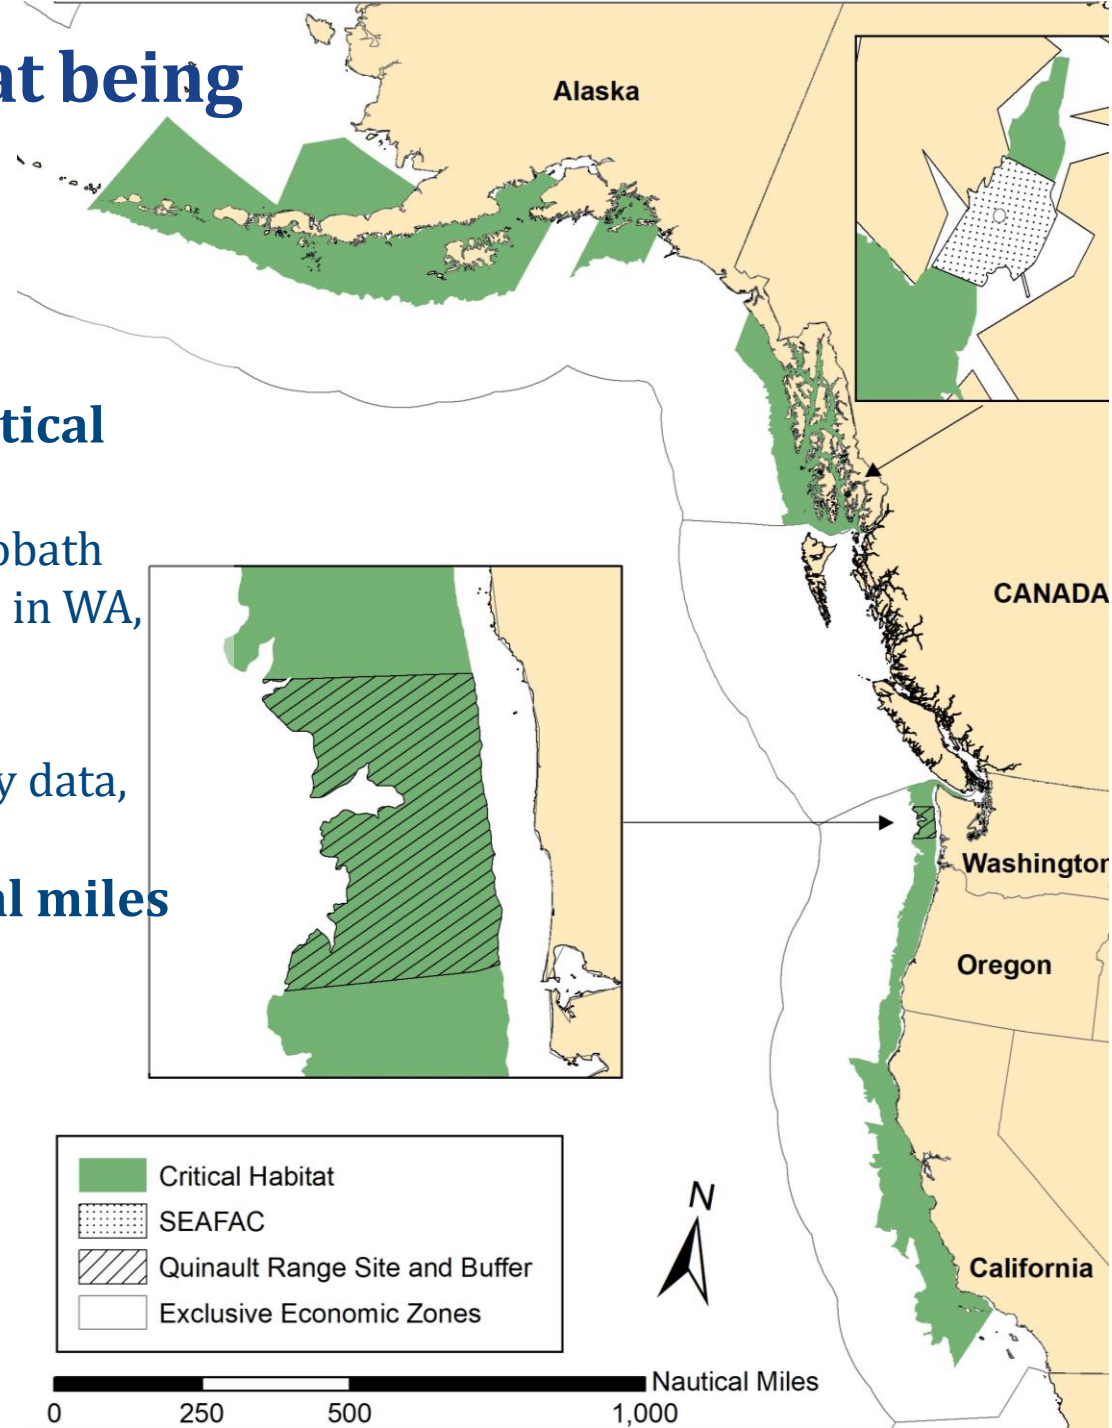 at being
Alaska
tical
obath
in WA,
CANADA
y data,
Washington
al miles
Oregon
Critical Habitat
SEAFAC
Quinault Range Site and Buffer
Exclusive Economic Zones
N
California
Nautical Miles
0 250 500 1,000